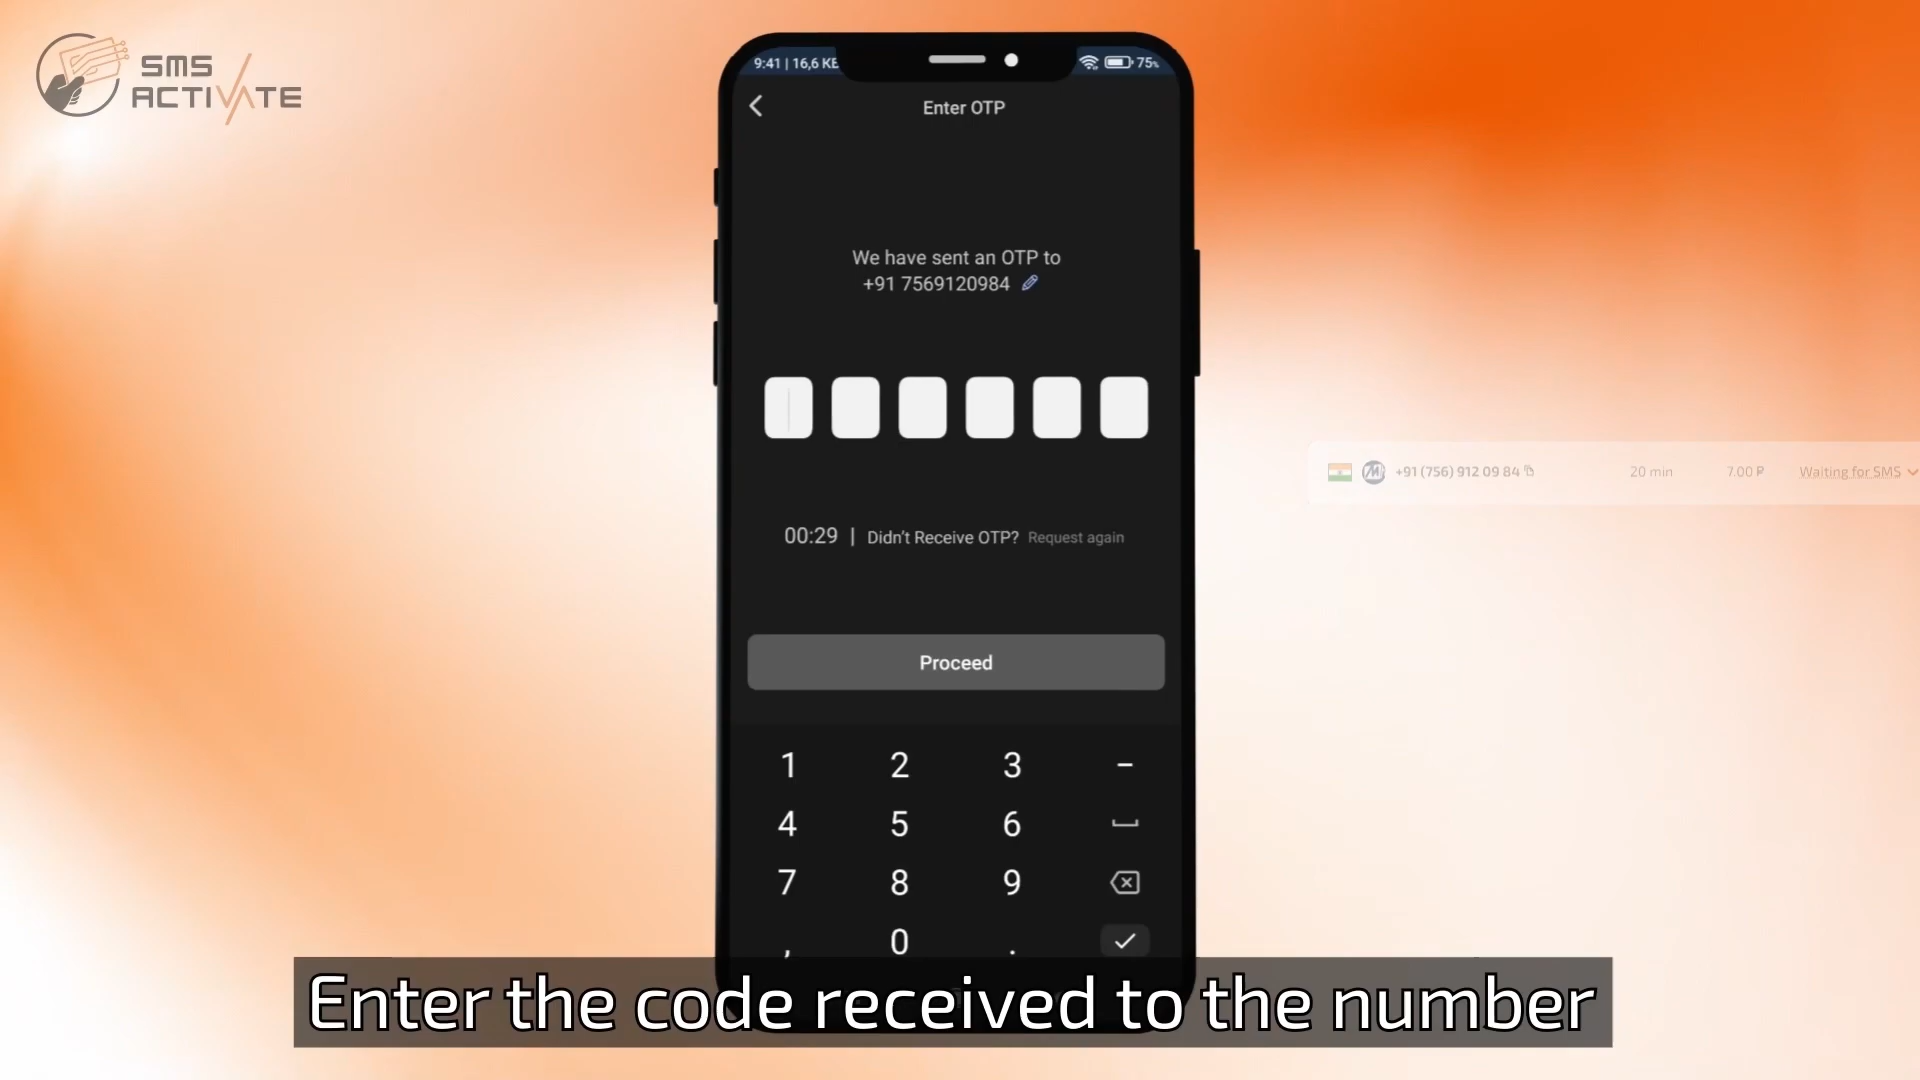 SMS
ACTIVATE
9:41 | 16,6 KE
75%
Enter OTP
We have sent an OTP to
+91 7569120984
+91 (756) 912 09 84
20 min
7.00 ₽
Waiting for SMS
00:29 | Didn't Receive OTP? Request again
Proceed
1 2 3 –
4 5 6
7 8 9
, 0 .
Enter the code received to the number